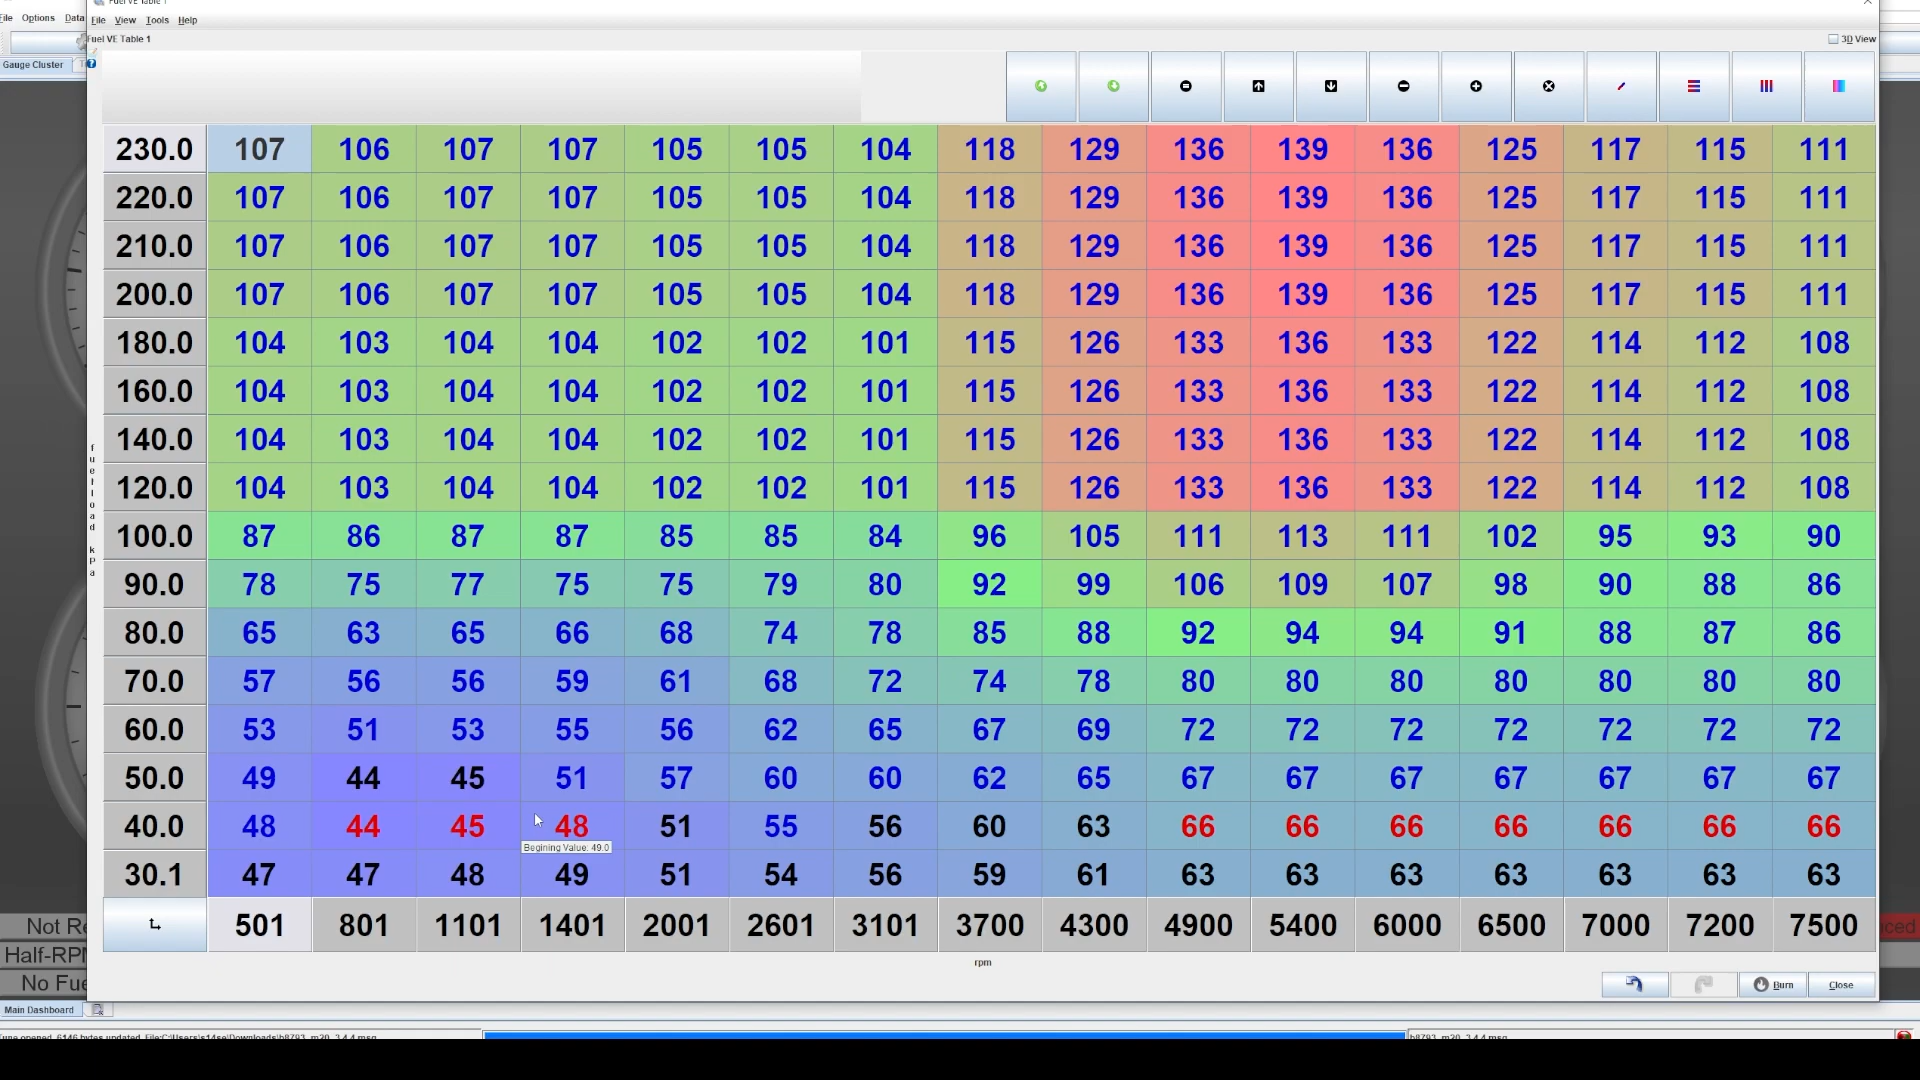 Fuel VE Table 1
File Options Data
File View Tools Help
Fuel VE Table 1
3D View
Gauge Cluster
230.0 107 106 107 107 105 105 104 118 129 136 139 136 125 117 115 111
220.0 107 106 107 107 105 105 104 118 129 136 139 136 125 117 115 111
210.0 107 106 107 107 105 105 104 118 129 136 139 136 125 117 115 111
200.0 107 106 107 107 105 105 104 118 129 136 139 136 125 117 115 111
180.0 104 103 104 104 102 102 101 115 126 133 136 133 122 114 112 108
160.0 104 103 104 104 102 102 101 115 126 133 136 133 122 114 112 108
140.0 104 103 104 104 102 102 101 115 126 133 136 133 122 114 112 108
120.0 104 103 104 104 102 102 101 115 126 133 136 133 122 114 112 108
fuelload kPa
100.0 87 86 87 87 85 85 84 96 105 111 113 111 102 95 93 90
90.0 78 75 77 75 75 79 80 92 99 106 109 107 98 90 88 86
80.0 65 63 65 66 68 74 78 85 88 92 94 94 91 88 87 86
70.0 57 56 56 59 61 68 72 74 78 80 80 80 80 80 80 80
60.0 53 51 53 55 56 62 65 67 69 72 72 72 72 72 72 72
50.0 49 44 45 51 57 60 60 62 65 67 67 67 67 67 67 67
40.0 48 44 45 48 51 55 56 60 63 66 66 66 66 66 66 66
Begining Value: 49.0
30.1 47 47 48 49 51 54 56 59 61 63 63 63 63 63 63 63
501 801 1101 1401 2001 2601 3101 3700 4300 4900 5400 6000 6500 7000 7200 7500
rpm
Not Re
Half-RPM
No Fue
Burn Close
Main Dashboard